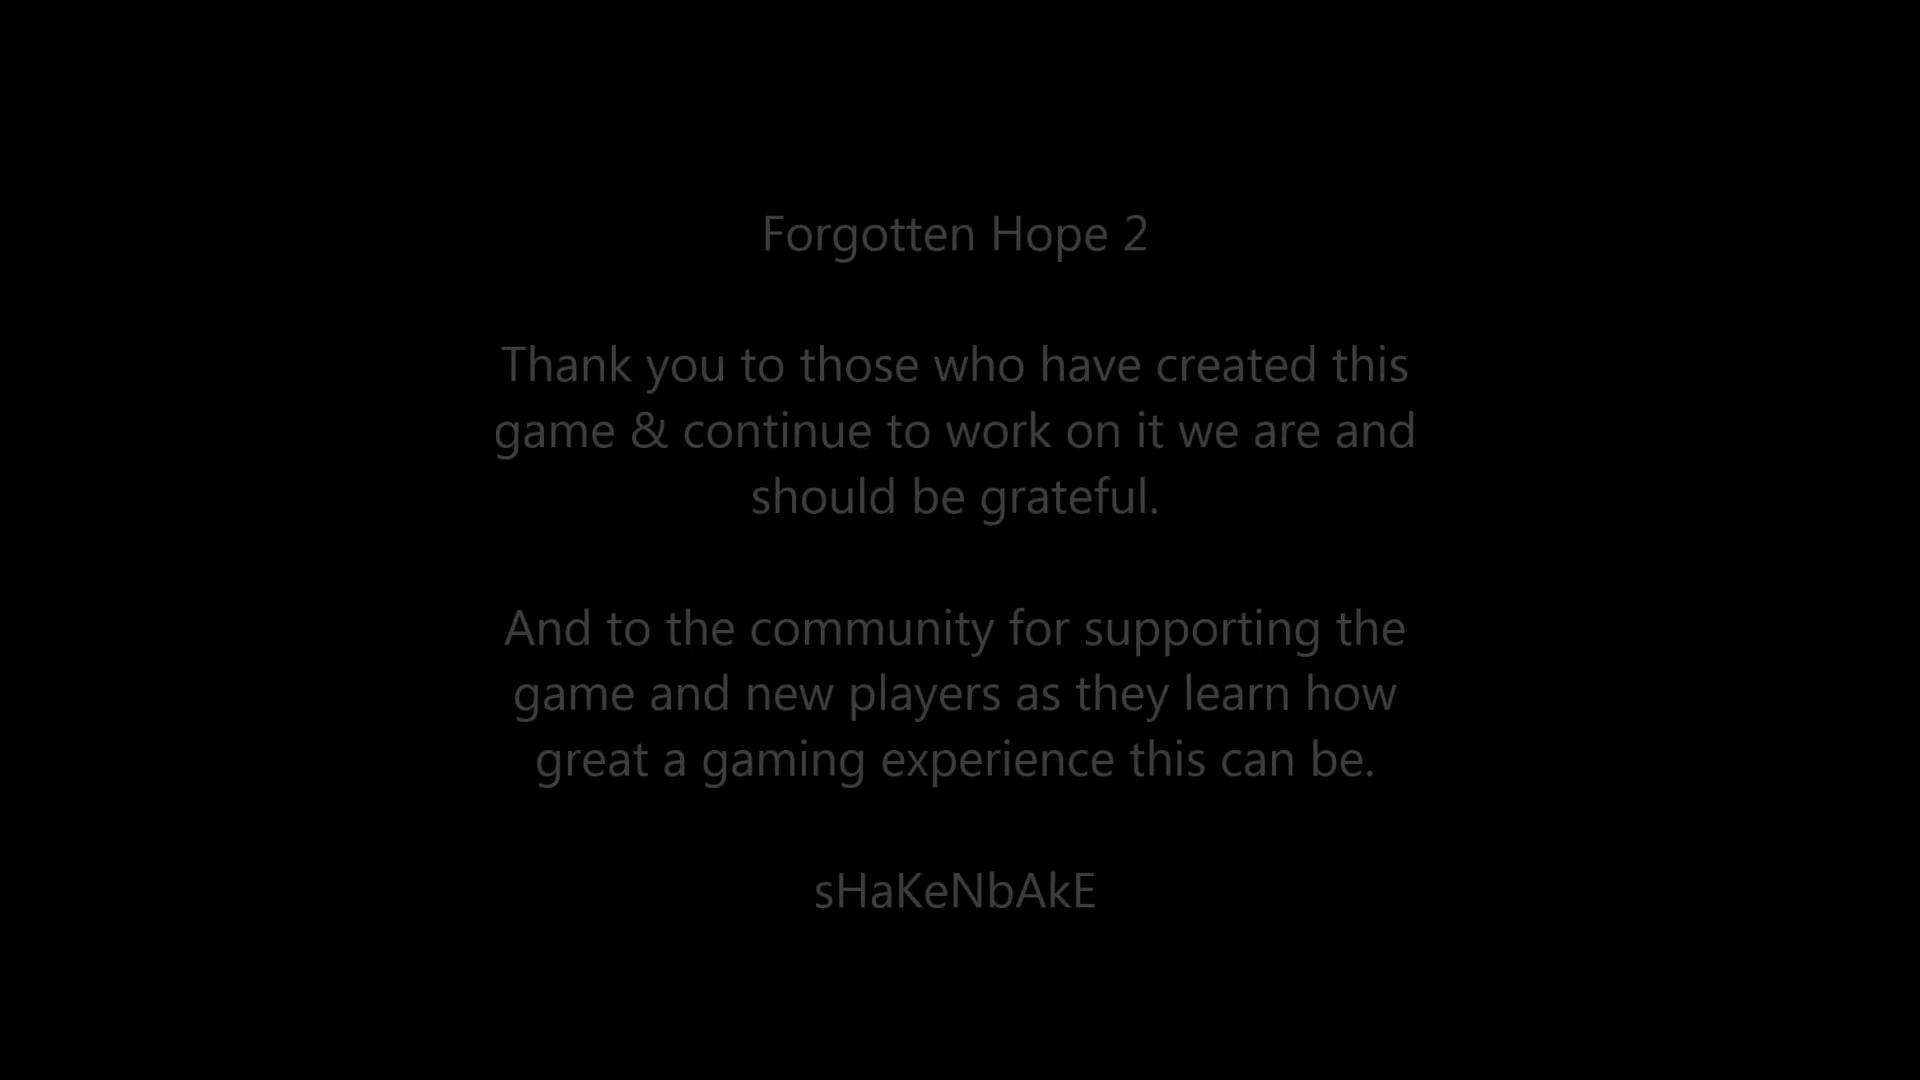 Forgotten Hope 2
Thank you to those who have created this
game & continue to work on it we are and
should be grateful.
And to the community for supporting the
game and new players as they learn how
great a gaming experience this can be.
sHaKeNbAkE